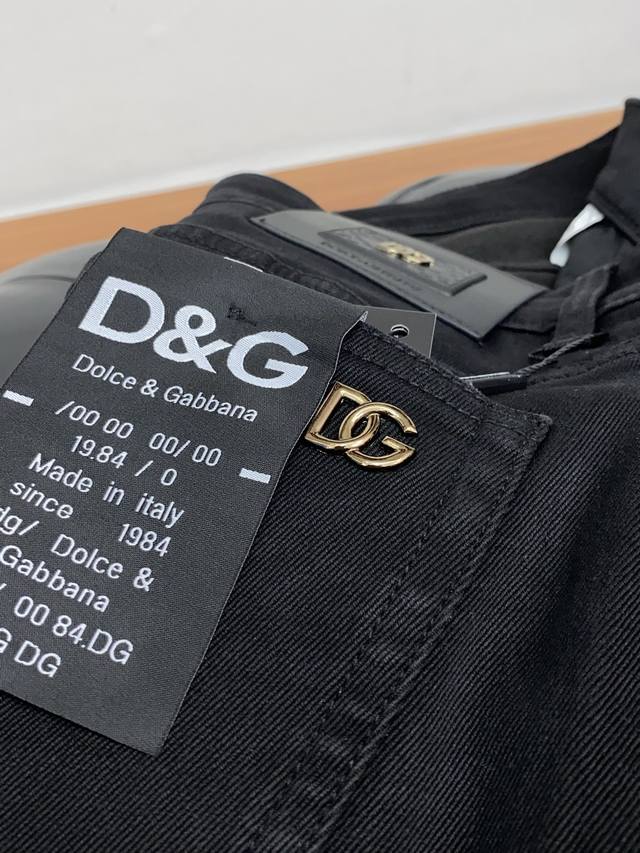 D&G
Dolce & Gabbana
/00 00 00/00
19.84 / 0
Made in italy
since 1984
dg/ Dolce &
Gabbana
/ 00 84.DG
G DG
DG